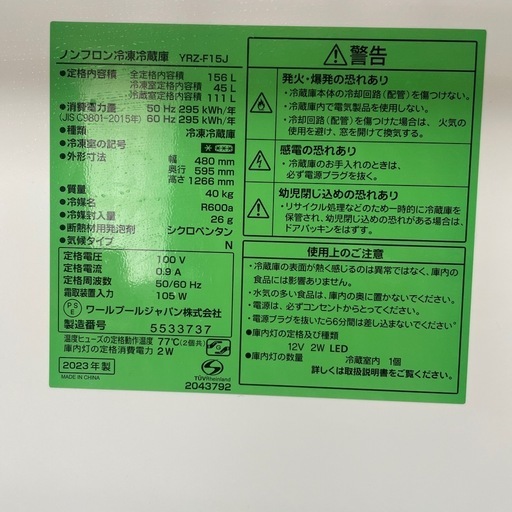 ノンフロン冷凍冷蔵庫 YRZ-F15J
•定格内容積 全定格内容積 156 L
冷凍室定格内容積 45 L
冷蔵室定格内容積 111 L
•消費電力量 50 Hz 295 kWh/年
(JIS C9801-2015年) 60 Hz 295 kWh/年
•種類 冷凍冷蔵庫
•冷凍室の記号
•外形寸法 幅 480 mm
奥行 595 mm
高さ 1266 mm
•質量 40 kg
•冷媒名 R600a
•冷媒封入量 26 g
•断熱材用発泡剤 シクロペンタン
•気候タイプ N
定格電圧 100 V
定格電流 0.9 A
定格周波数 50/60 Hz
霜取装置入力 105 W
PSE ワールプールジャパン株式会社
製造番号 5533737
温度ヒューズの定格動作温度 77℃(2個共)
庫内灯の定格消費電力 2W
2023年製
MADE IN CHINA
TÜVRheinland
2043792
警告
発火・爆発の恐れあり
•冷蔵庫本体の冷却回路(配管)を傷つけない。
•冷蔵庫内で電気製品を使用しない。
•冷却回路(配管)を傷つけた場合は、火気の
使用を避け、窓を開けて換気する。
感電の恐れあり
•冷蔵庫のお手入れのときは、
必ず電源プラグを抜く。
幼児閉じ込めの恐れあり
•リサイクル処理などのため一時的に冷蔵庫を
保管され、幼児閉じ込めの恐れがある場合は、
ドアパッキンをはずす。
使用上のご注意
•冷蔵庫の表面が熱く感じるのは異常ではなく、庫内の
食品には影響ありません。
•水気の多い食品は、庫内の奥に置かないでください。
•電源は、必ずコンセントからとってください。
•電源プラグを抜いたら6分間は差し込まないでください。
●庫内灯の定格及び種類
12V 2W LED
●庫内灯の数量 冷蔵室内 1個
詳しくは取扱説明書をご覧ください。